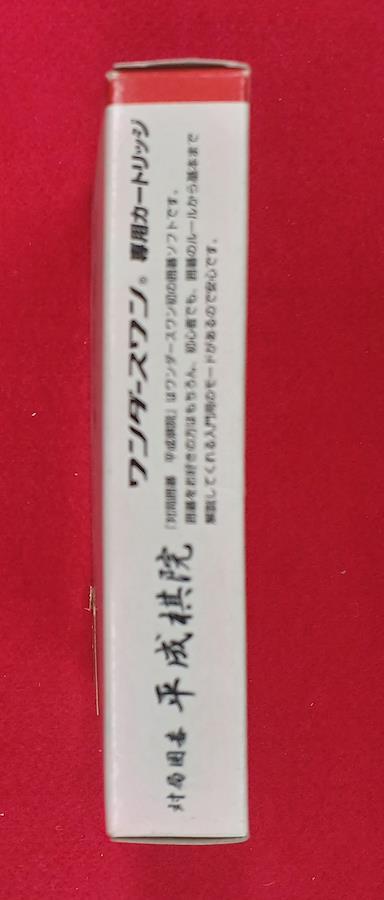 対局囲碁 平成棋院
ワンダースワン。専用カートリッジ
『対局囲碁 平成棋院』はワンダースワン初の囲碁ソフトです。
囲碁をお好きの方はもちろん、初心者でも、囲碁のルールから基本まで
解説してくれる入門用のモードがあるので安心です。